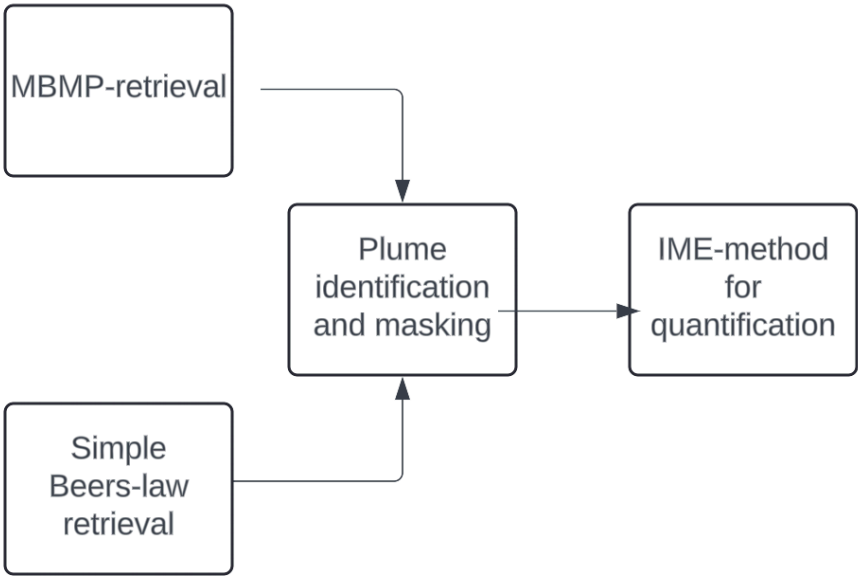 MBMP-retrieval
Plume
identification
and masking
IME-method
for
quantification
Simple
Beers-law
retrieval